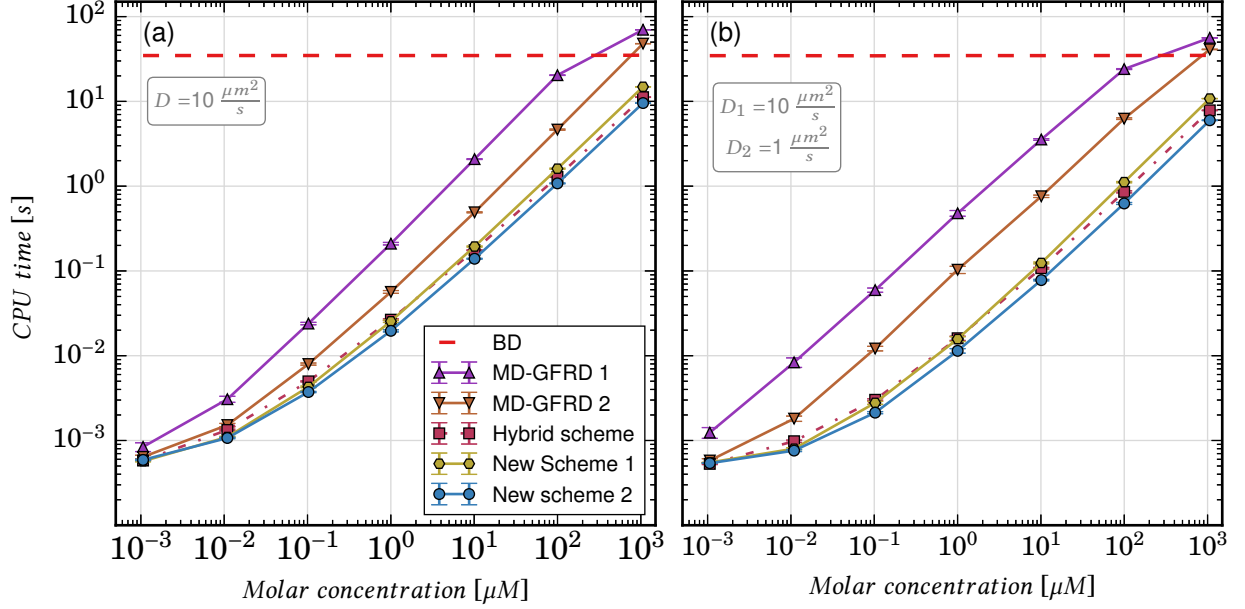 (a)
D =10 μm²/s
CPU time [s]
10²
10¹
10⁰
10⁻¹
10⁻²
10⁻³
BD
MD-GFRD 1
MD-GFRD 2
Hybrid scheme
New Scheme 1
New scheme 2
10⁻³ 10⁻² 10⁻¹ 10⁰ 10¹ 10² 10³
Molar concentration [μM]
(b)
D₁ =10 μm²/s
D₂ =1 μm²/s
10⁻³ 10⁻² 10⁻¹ 10⁰ 10¹ 10² 10³
Molar concentration [μM]